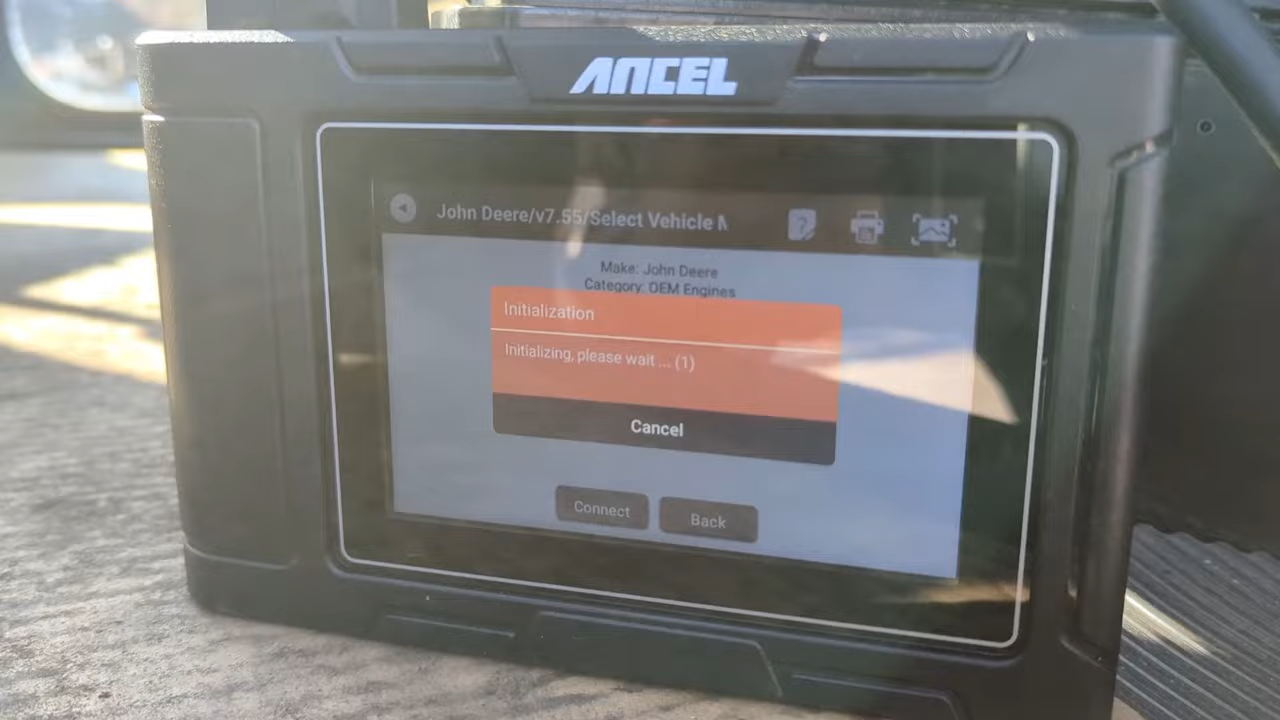 ANCEL
John Deere/v7.55/Select Vehicle M
Make: John Deere
Category: OEM Engines
Initialization
Initializing, please wait ... (1)
Cancel
Connect
Back